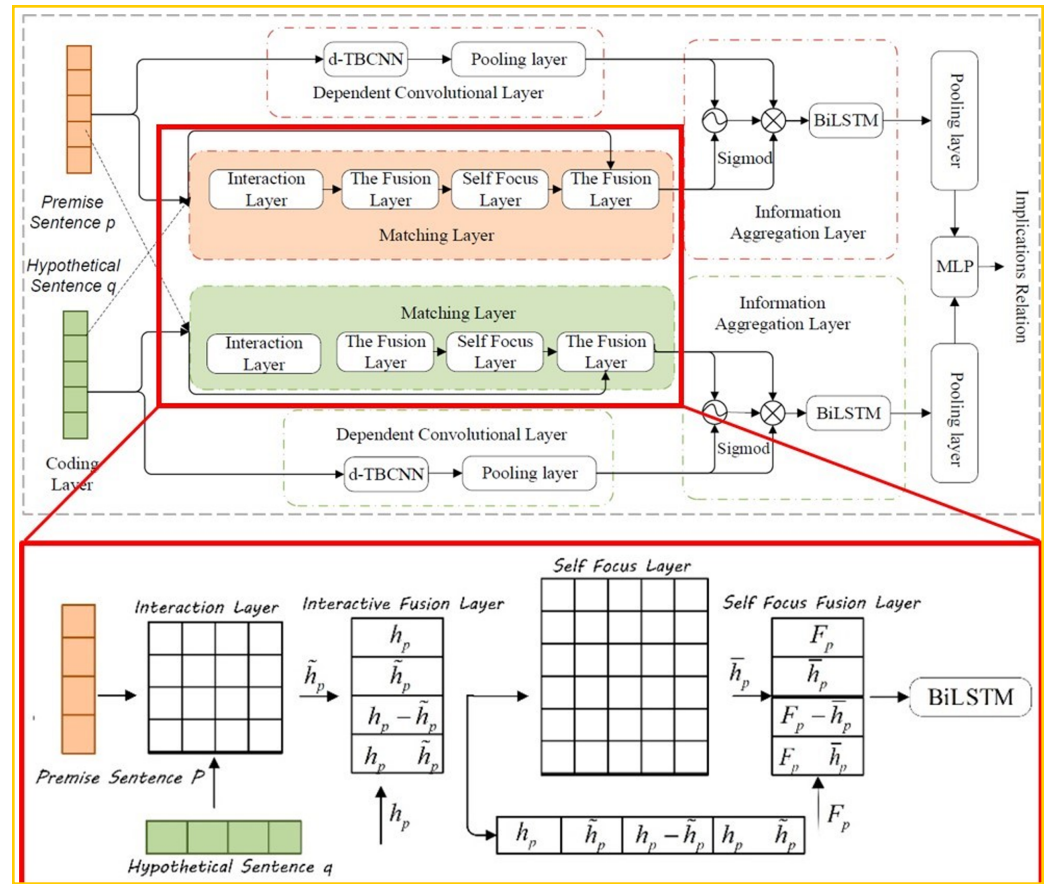 d-TBCNN
Pooling layer
Dependent Convolutional Layer
Sigmod
BiLSTM
Information
Aggregation Layer
Pooling layer
Premise
Sentence p
Hypothetical
Sentence q
Interaction
Layer
The Fusion
Layer
Self Focus
Layer
The Fusion
Layer
Matching Layer
MLP
Implications Relation
Matching Layer
Interaction
Layer
The Fusion
Layer
Self Focus
Layer
The Fusion
Layer
Information
Aggregation Layer
Sigmod
BiLSTM
Pooling layer
Coding
Layer
Dependent Convolutional Layer
d-TBCNN
Pooling layer
Interaction Layer
Interactive Fusion Layer
Self Focus Layer
Self Focus Fusion Layer
h̃p
hp
h̃p
hp − h̃p
hp h̃p
hp
h̄p
Fp
h̄p
Fp − h̄p
Fp h̄p
Fp
BiLSTM
hp h̃p hp − h̃p hp h̃p
Premise Sentence P
Hypothetical Sentence q